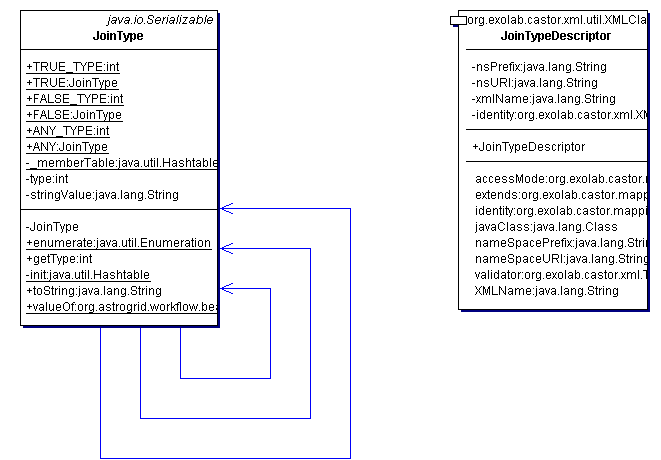 java.io.Serializable
JoinType
+TRUE_TYPE:int
+TRUE:JoinType
+FALSE_TYPE:int
+FALSE:JoinType
+ANY_TYPE:int
+ANY:JoinType
-_memberTable:java.util.Hashtable
-type:int
-stringValue:java.lang.String
-JoinType
+enumerate:java.util.Enumeration
+getType:int
-init:java.util.Hashtable
+toString:java.lang.String
+valueOf:org.astrogrid.workflow.bea
org.exolab.castor.xml.util.XMLCla
JoinTypeDescriptor
-nsPrefix:java.lang.String
-nsURI:java.lang.String
-xmlName:java.lang.String
-identity:org.exolab.castor.xml.XM
+JoinTypeDescriptor
accessMode:org.exolab.castor.m
extends:org.exolab.castor.mapp
identity:org.exolab.castor.mappi
javaClass:java.lang.Class
nameSpacePrefix:java.lang.Strin
nameSpaceURI:java.lang.String
validator:org.exolab.castor.xml.T
XMLName:java.lang.String